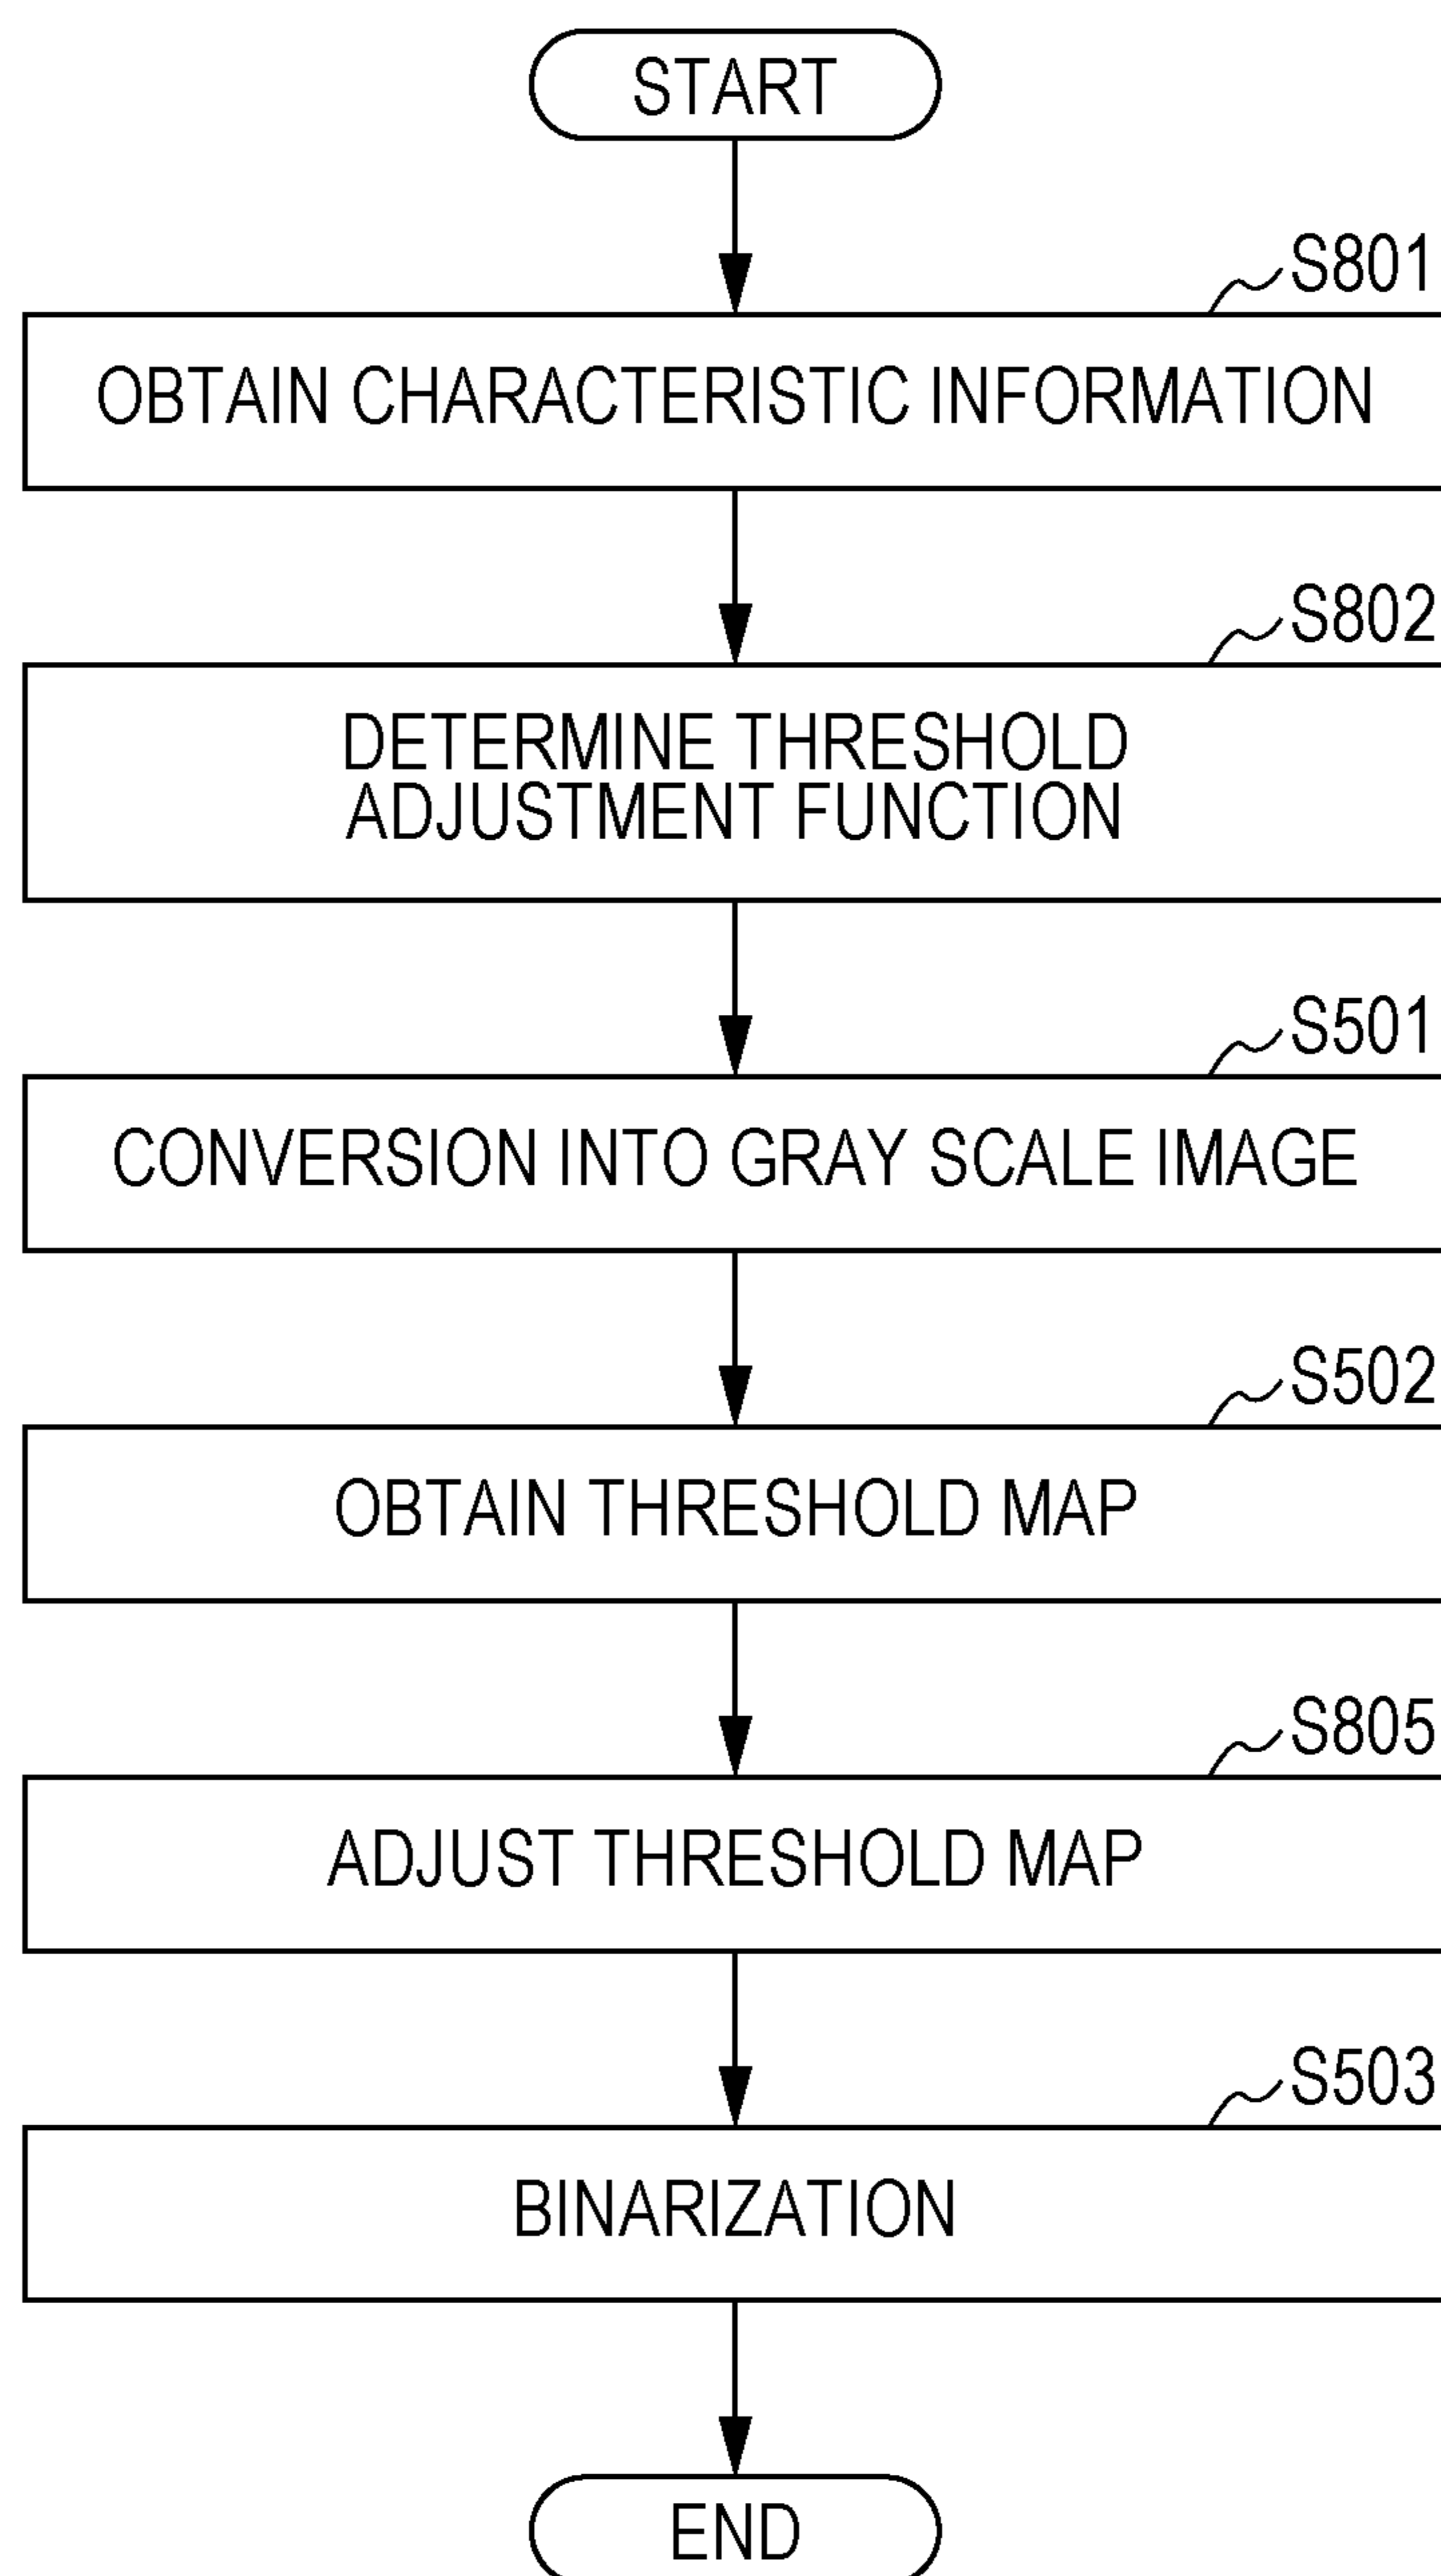 START
S801
OBTAIN CHARACTERISTIC INFORMATION
S802
DETERMINE THRESHOLD
ADJUSTMENT FUNCTION
S501
CONVERSION INTO GRAY SCALE IMAGE
S502
OBTAIN THRESHOLD MAP
S805
ADJUST THRESHOLD MAP
S503
BINARIZATION
END